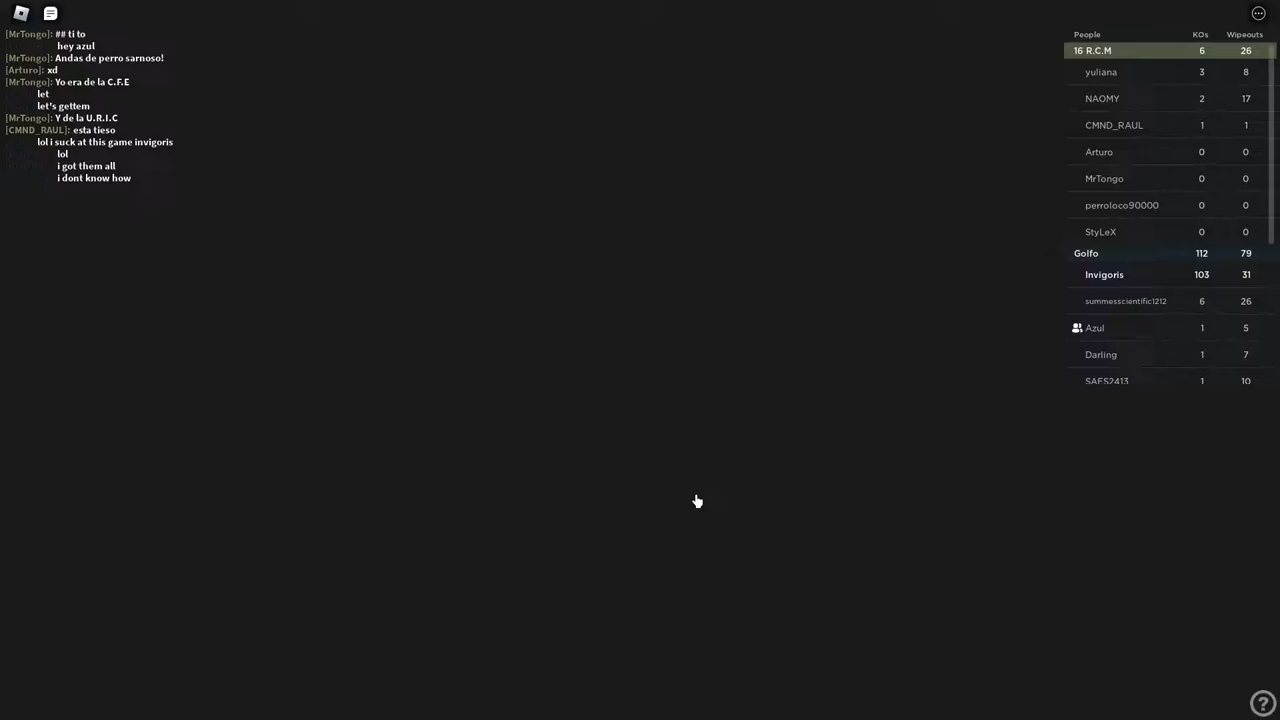 [MrTongo]: ## ti to
hey azul
[MrTongo]: Andas de perro sarnoso!
[Arturo]: xd
[MrTongo]: Yo era de la C.F.E
let
let's gettem
[MrTongo]: Y de la U.R.I.C
[CMND_RAUL]: esta tieso
lol i suck at this game invigoris
lol
i got them all
i dont know how
People KOs Wipeouts
16 R.C.M 6 26
yuliana 3 8
NAOMY 2 17
CMND_RAUL 1 1
Arturo 0 0
MrTongo 0 0
perroloco90000 0 0
StyLeX 0 0
Golfo 112 79
Invigoris 103 31
summesscientific1212 6 26
Azul 1 5
Darling 1 7
SAES2413 1 10
?